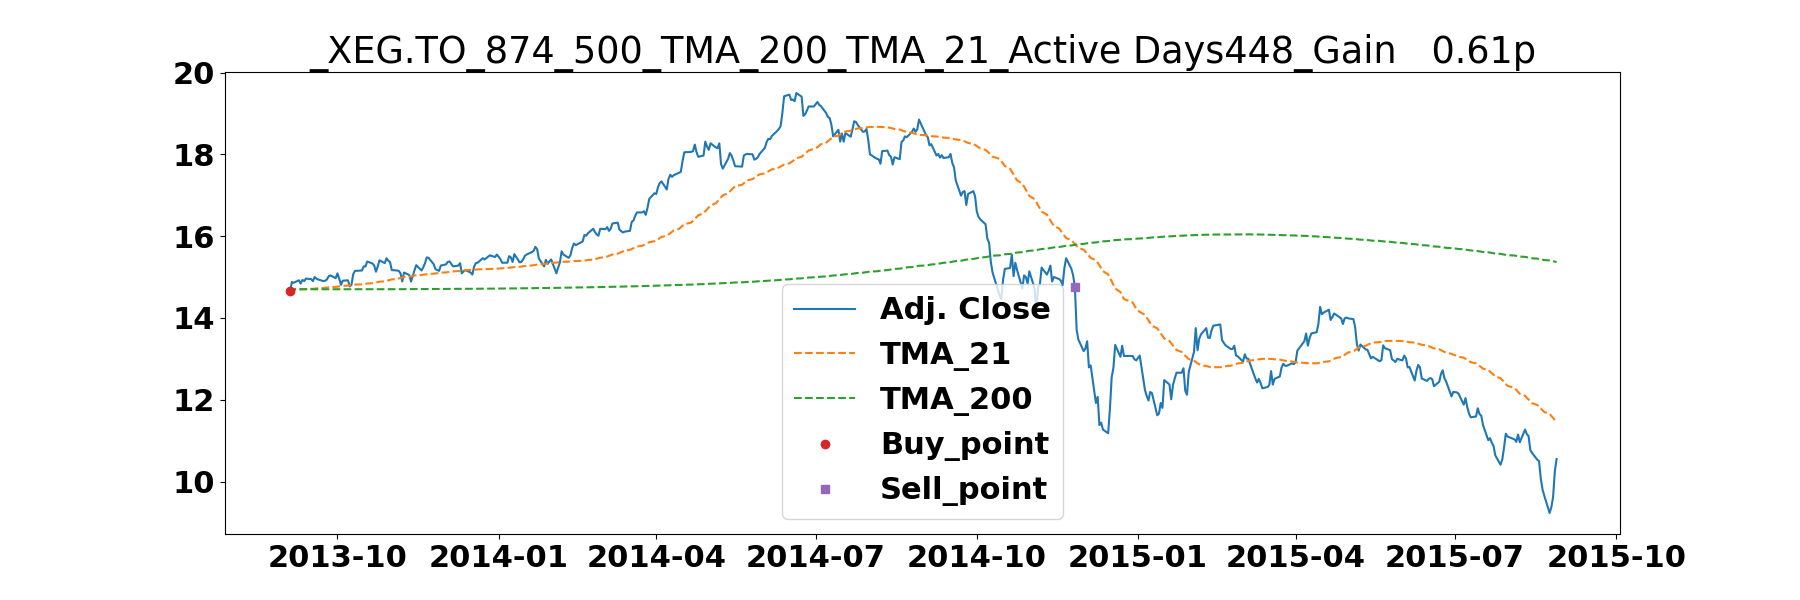 _XEG.TO_874_500_TMA_200_TMA_21_Active Days448_Gain   0.61p
20
18
16
14
12
10
Adj. Close
TMA_21
TMA_200
Buy_point
Sell_point
2013-10 2014-01 2014-04 2014-07 2014-10 2015-01 2015-04 2015-07 2015-10